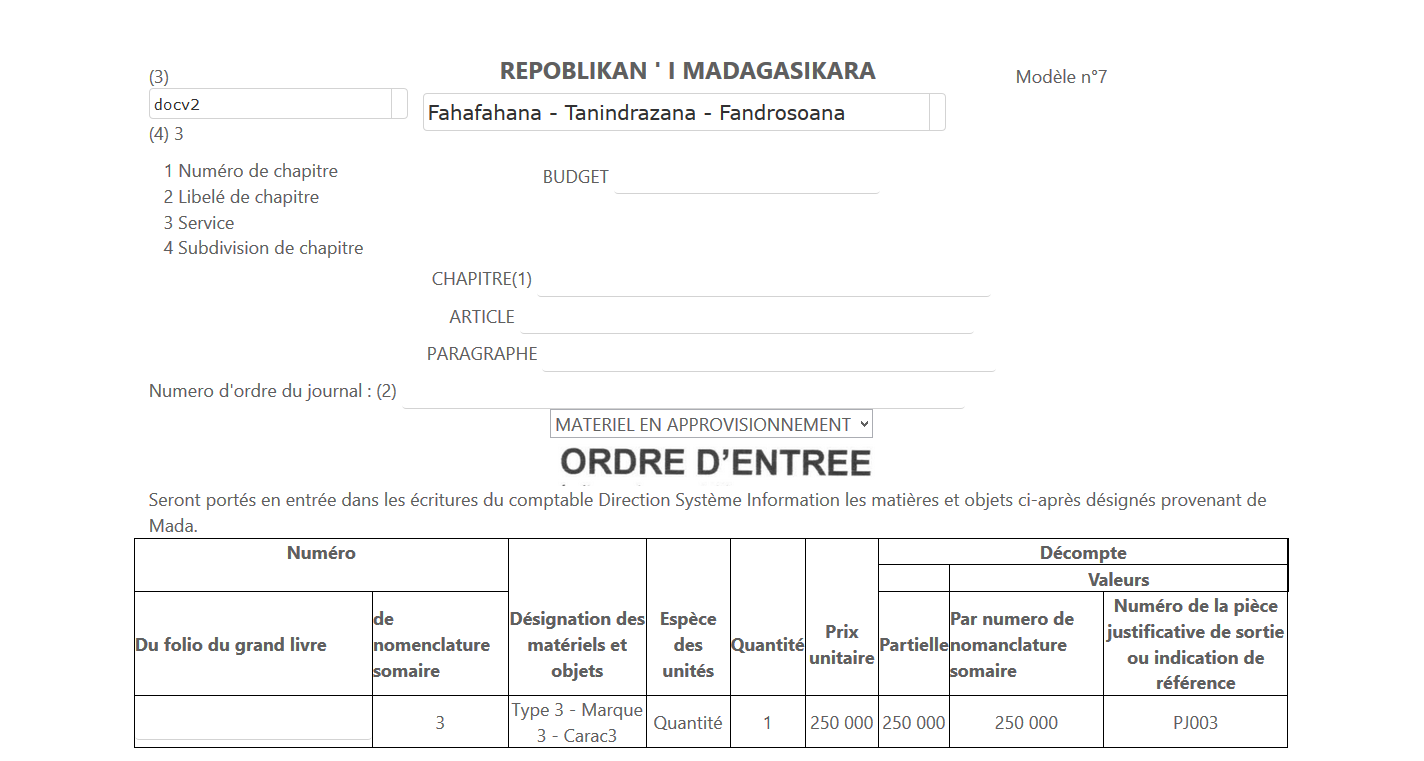 (3)
REPOBLIKAN ' I MADAGASIKARA
Modèle n°7
docv2
Fahafahana - Tanindrazana - Fandrosoana
(4) 3
1 Numéro de chapitre
2 Libelé de chapitre
3 Service
4 Subdivision de chapitre
BUDGET
CHAPITRE(1)
ARTICLE
PARAGRAPHE
Numero d'ordre du journal : (2)
MATERIEL EN APPROVISIONNEMENT
ORDRE D’ENTREE
Seront portés en entrée dans les écritures du comptable Direction Système Information les matières et objets ci-après désignés provenant de
Mada.
Numéro
Décompte
Valeurs
Du folio du grand livre
de
nomenclature
somaire
Désignation des
matériels et
objets
Espèce
des
unités
Quantité
Prix
unitaire
Partielle
Par numero de
nomanclature
somaire
Numéro de la pièce
justificative de sortie
ou indication de
référence
3
Type 3 - Marque
3 - Carac3
Quantité
1
250 000
250 000
250 000
PJ003